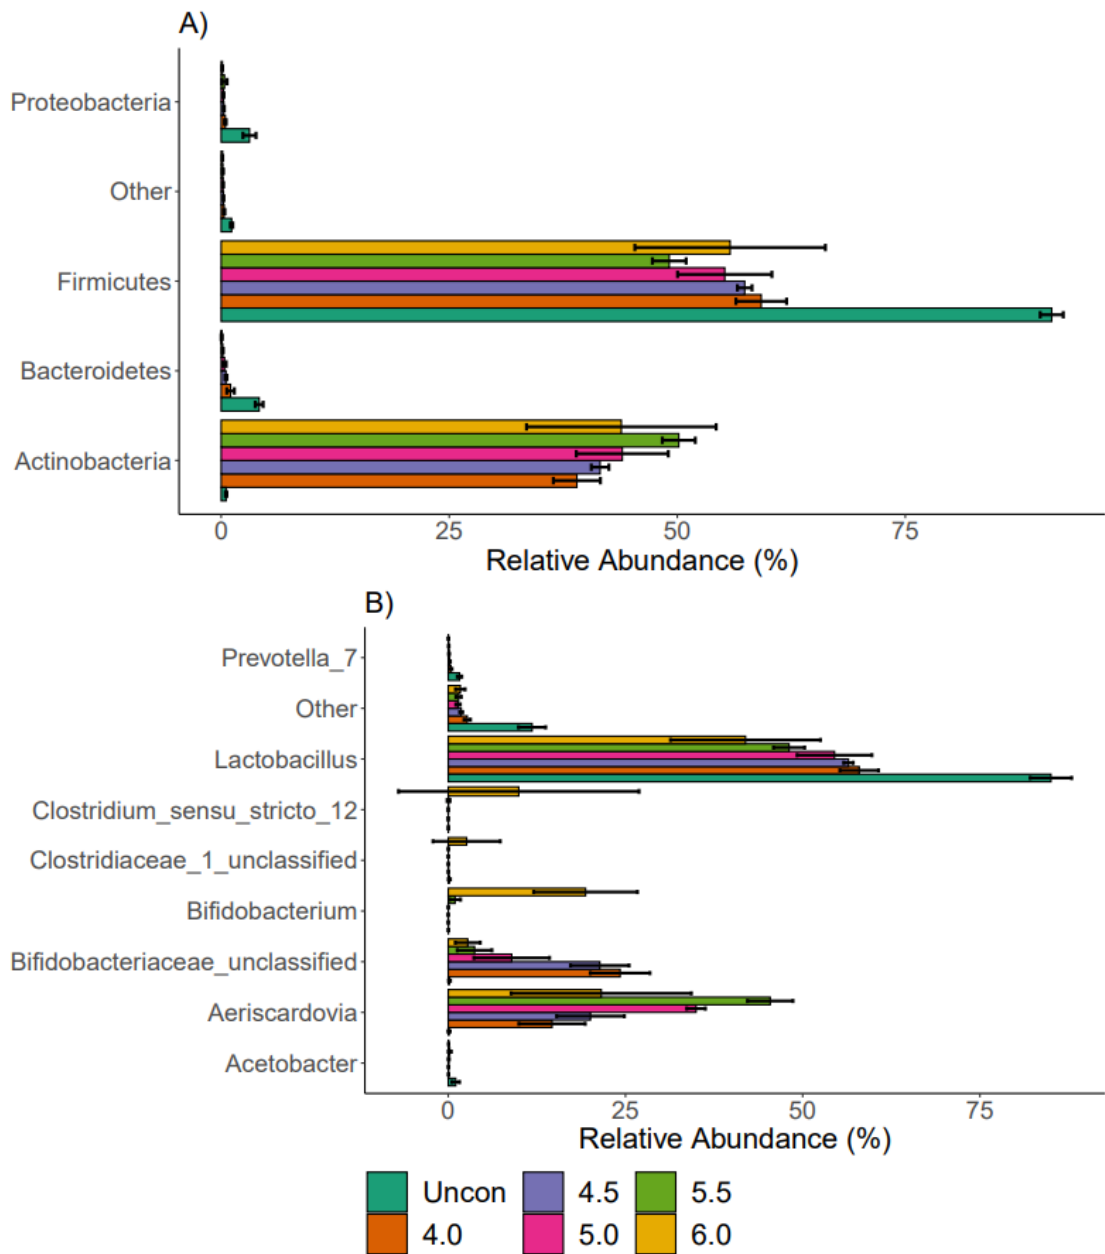 A)
Proteobacteria
Other
Firmicutes
Bacteroidetes
Actinobacteria
0 25 50 75
Relative Abundance (%)
B)
Prevotella_7
Other
Lactobacillus
Clostridium_sensu_stricto_12
Clostridiaceae_1_unclassified
Bifidobacterium
Bifidobacteriaceae_unclassified
Aeriscardovia
Acetobacter
0 25 50 75
Relative Abundance (%)
Uncon 4.5 5.5
4.0 5.0 6.0